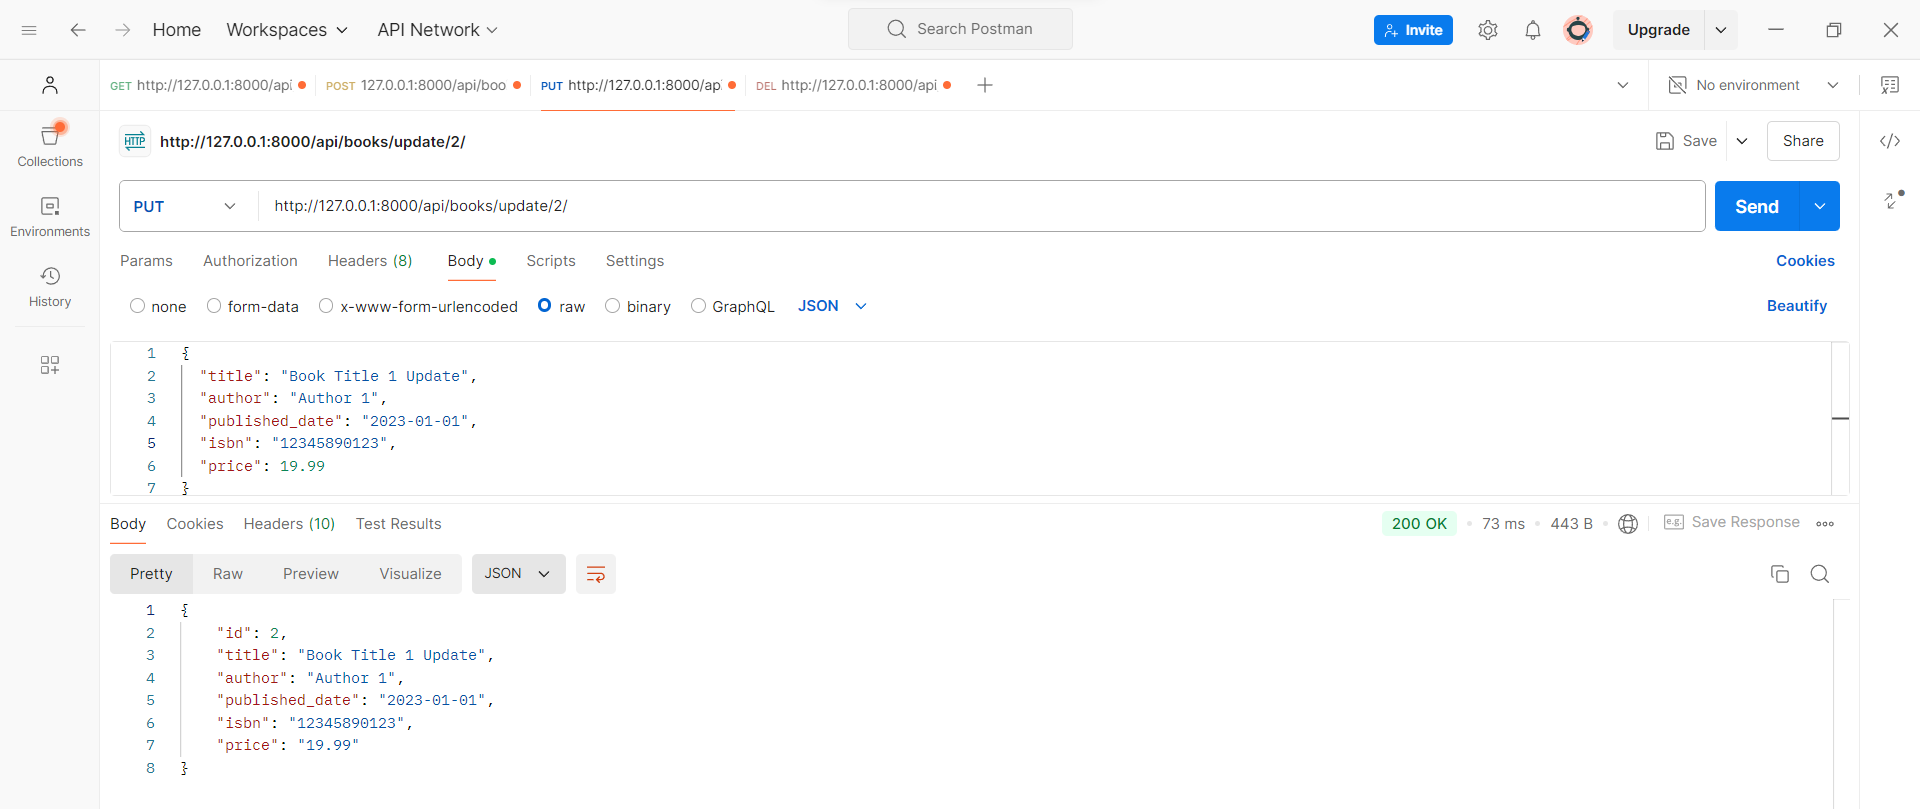 Home Workspaces API Network Search Postman Invite Upgrade
GET http://127.0.0.1:8000/api POST 127.0.0.1:8000/api/boo PUT http://127.0.0.1:8000/ap DEL http://127.0.0.1:8000/api No environment
HTTP http://127.0.0.1:8000/api/books/update/2/ Save Share
Collections
PUT http://127.0.0.1:8000/api/books/update/2/ Send
Environments
Params Authorization Headers (8) Body Scripts Settings Cookies
History
none form-data x-www-form-urlencoded raw binary GraphQL JSON Beautify
1 {
2 "title": "Book Title 1 Update",
3 "author": "Author 1",
4 "published_date": "2023-01-01",
5 "isbn": "12345890123",
6 "price": 19.99
7 }
Body Cookies Headers (10) Test Results 200 OK 73 ms 443 B e.g. Save Response
Pretty Raw Preview Visualize JSON
1 {
2 "id": 2,
3 "title": "Book Title 1 Update",
4 "author": "Author 1",
5 "published_date": "2023-01-01",
6 "isbn": "12345890123",
7 "price": "19.99"
8 }